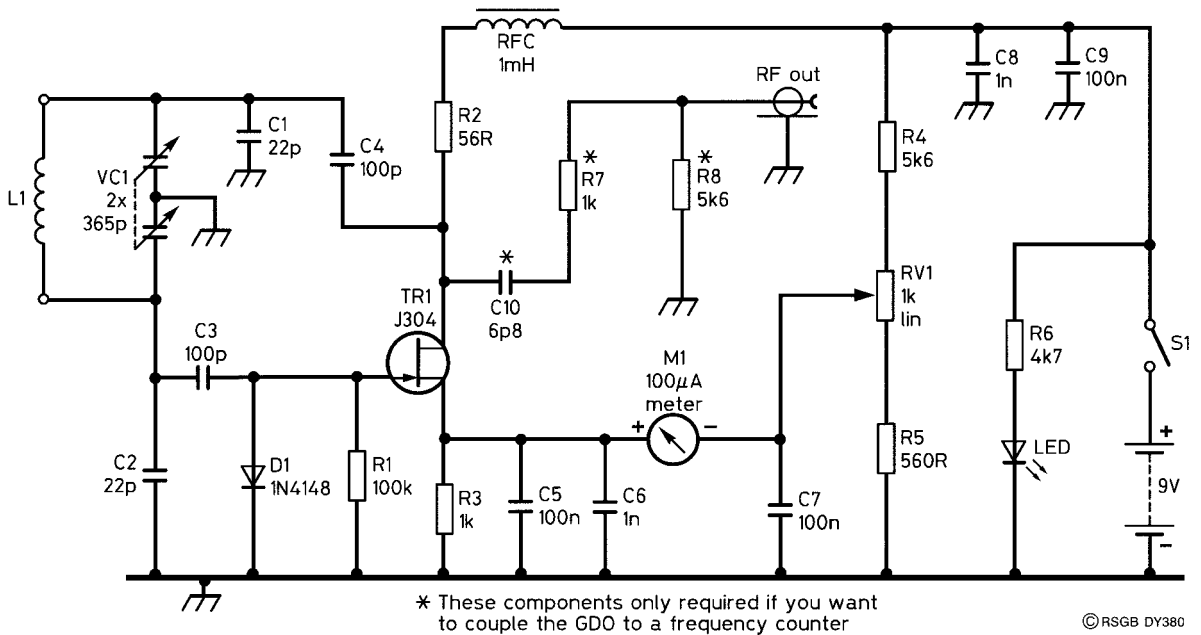 RFC
1mH
C8
1n
C9
100n
RF out
R2
56R
C1
22p
C4
100p
R4
5k6
VC1
2x
365p
L1
*
R7
1k
*
R8
5k6
*
C10
6p8
TR1
J304
RV1
1k
lin
C3
100p
R6
4k7
S1
M1
100µA
meter
+
−
+
C2
22p
D1
1N4148
R1
100k
R3
1k
C5
100n
C6
1n
C7
100n
R5
560R
LED
9V
−
* These components only required if you want
to couple the GDO to a frequency counter
©RSGB DY380